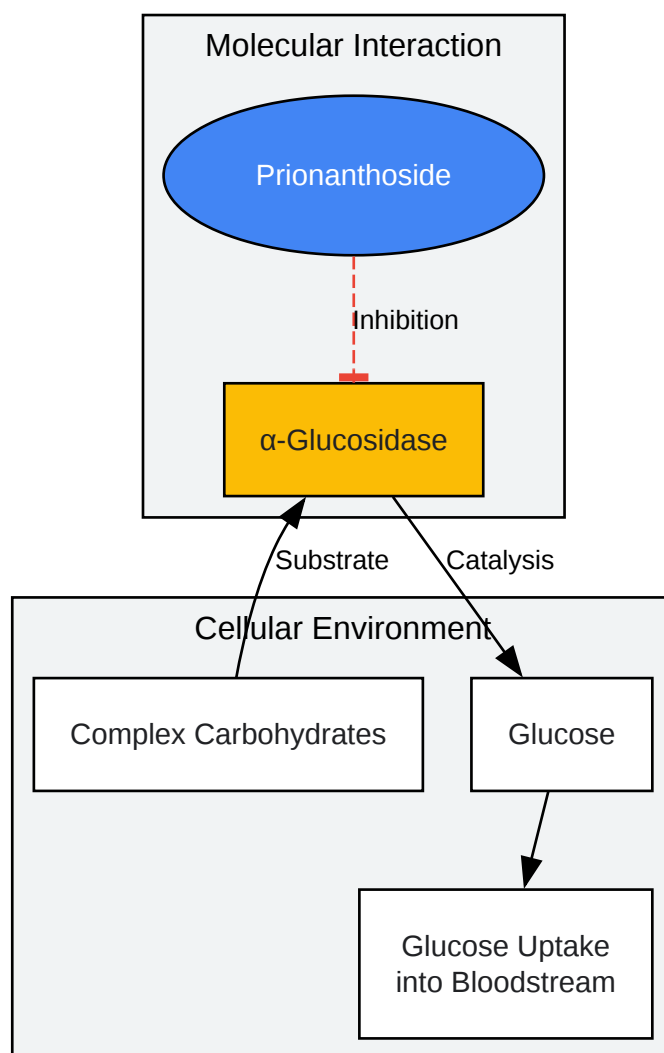 Molecular Interaction
Prionanthoside
Inhibition
α-Glucosidase
Substrate
Catalysis
Cellular Environment
Complex Carbohydrates
Glucose
Glucose Uptake
into Bloodstream